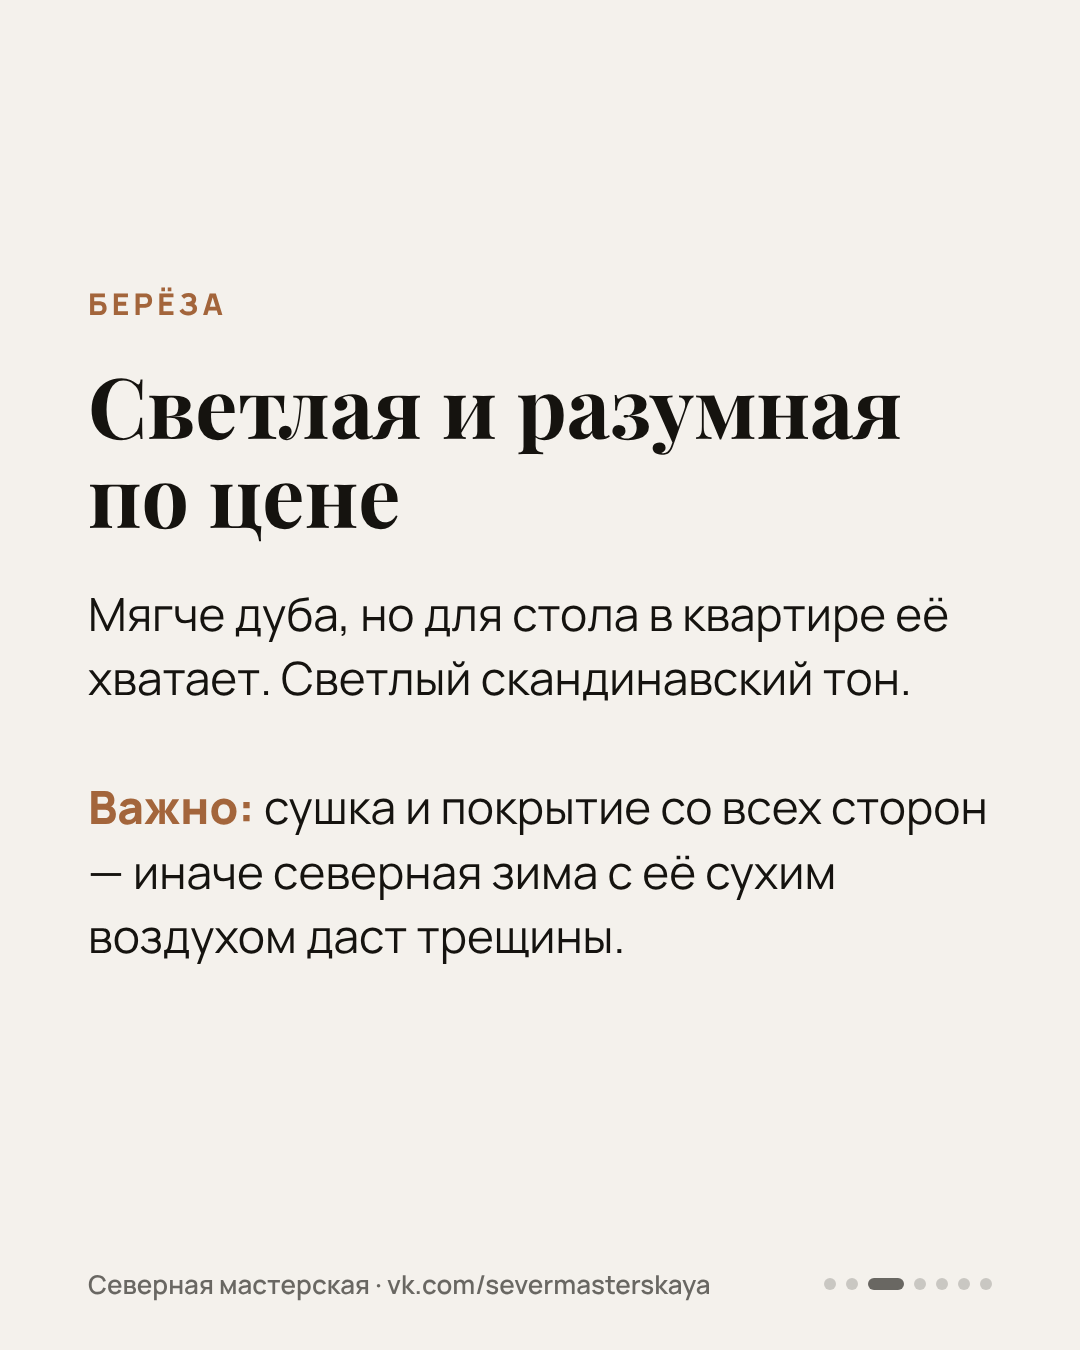 БЕРЁЗА
Светлая и разумная
по цене
Мягче дуба, но для стола в квартире её
хватает. Светлый скандинавский тон.
Важно: сушка и покрытие со всех сторон
— иначе северная зима с её сухим
воздухом даст трещины.
Северная мастерская · vk.com/severmasterskaya